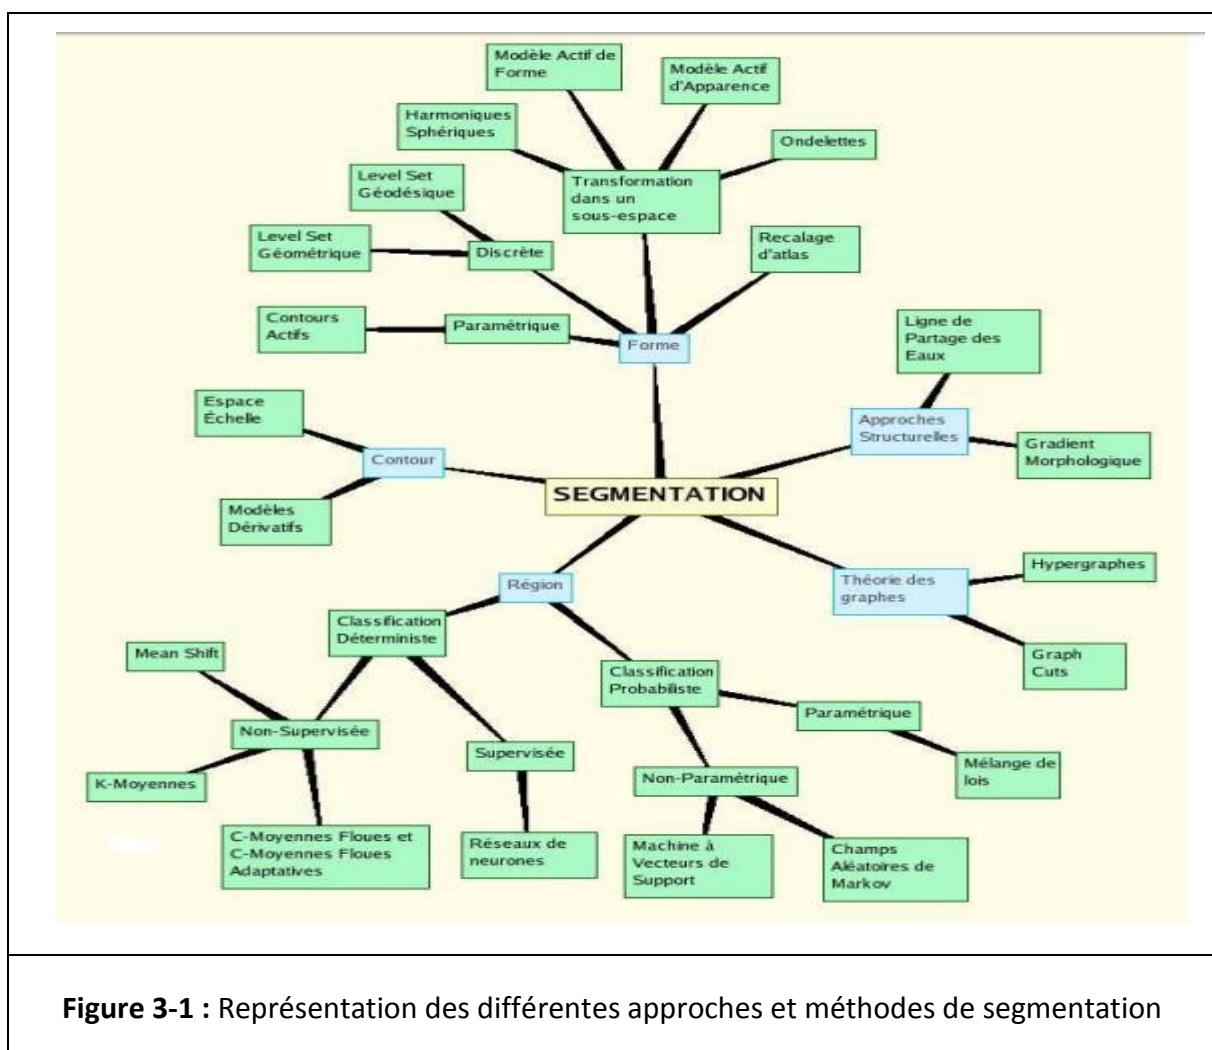 Modèle Actif de
Forme
Modèle Actif
d'Apparence
Harmoniques
Sphériques
Ondelettes
Level Set
Géodésique
Transformation
dans un
sous-espace
Level Set
Géométrique
Discrète
Recalage
d'atlas
Contours
Actifs
Paramétrique
Forme
Ligne de
Partage des
Eaux
Espace
Échelle
Contour
Approches
Structurelles
Gradient
Morphologique
SEGMENTATION
Modèles
Dérivatifs
Région
Théorie des
graphes
Hypergraphes
Graph
Cuts
Classification
Déterministe
Mean Shift
Classification
Probabiliste
Non-Supervisée
Supervisée
Paramétrique
K-Moyennes
Non-Paramétrique
Mélange de
lois
C-Moyennes Floues et
C-Moyennes Floues
Adaptatives
Réseaux de
neurones
Machine à
Vecteurs de
Support
Champs
Aléatoires de
Markov
Figure 3-1 : Représentation des différentes approches et méthodes de segmentation